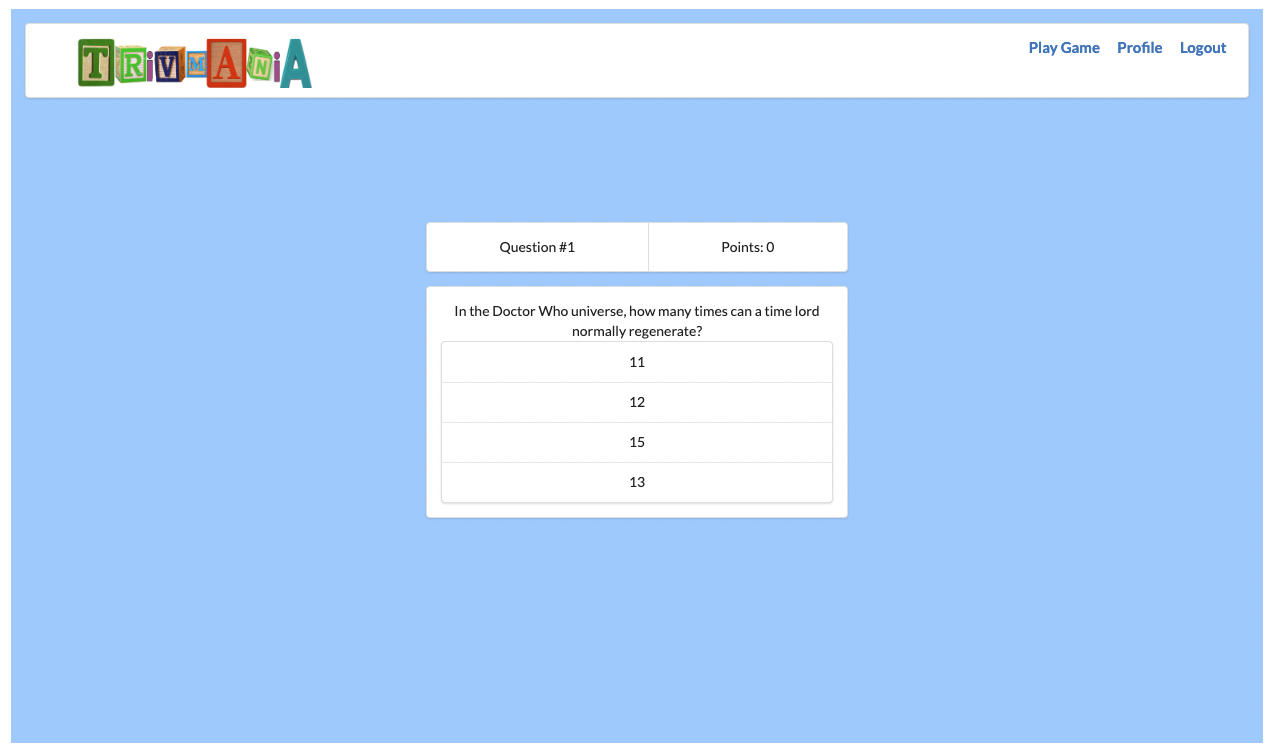 TRiVMANiA
Play Game Profile Logout
Question #1
Points: 0
In the Doctor Who universe, how many times can a time lord
normally regenerate?
11
12
15
13